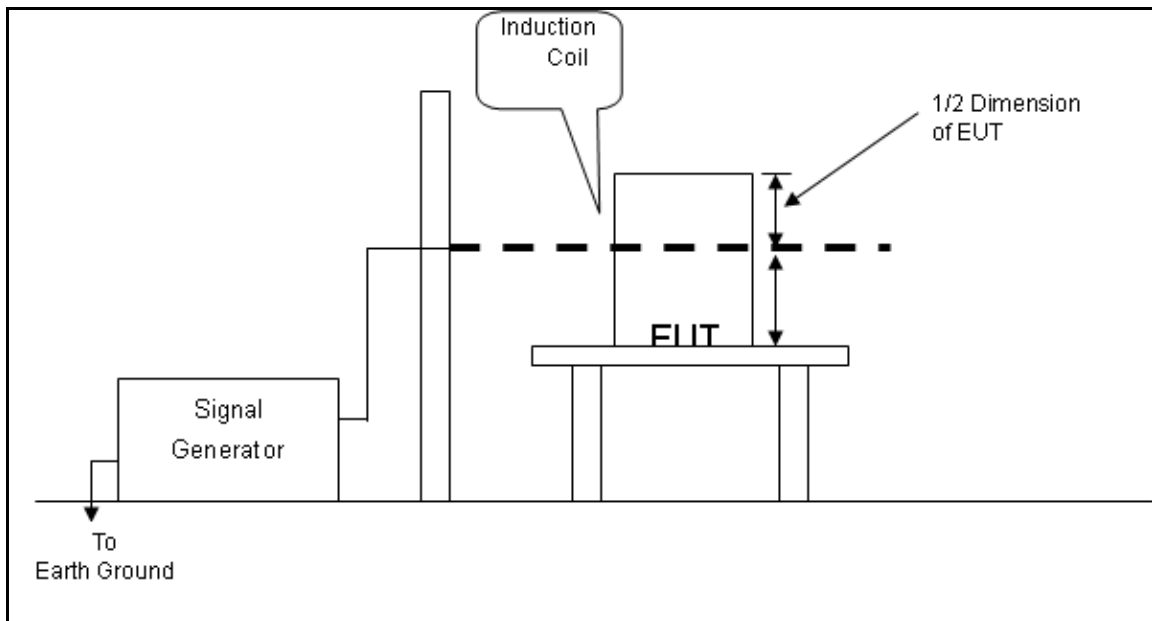 Induction
Coil
1/2 Dimension
of EUT
EUT
Signal
Generator
To
Earth Ground